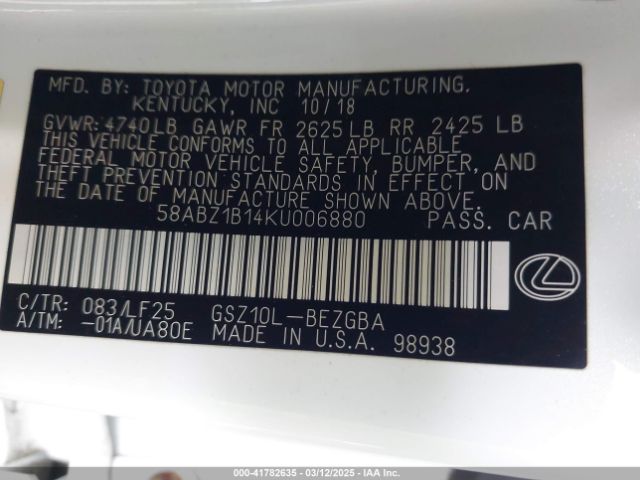 MFD. BY: TOYOTA MOTOR MANUFACTURING,
KENTUCKY, INC 10/18
GVWR: 4740LB GAWR FR 2625LB RR 2425 LB
THIS VEHICLE CONFORMS TO ALL APPLICABLE
FEDERAL MOTOR VEHICLE SAFETY, BUMPER, AND
THEFT PREVENTION STANDARDS IN EFFECT ON
THE DATE OF MANUFACTURE SHOWN ABOVE.
58ABZ1B14KU006880 PASS. CAR
C/TR: 083/LF25 GSZ10L-BEZGBA
A/TM: -01A/UA80E MADE IN U.S.A. 98938
000-41782635 - 03/12/2025 - IAA Inc.